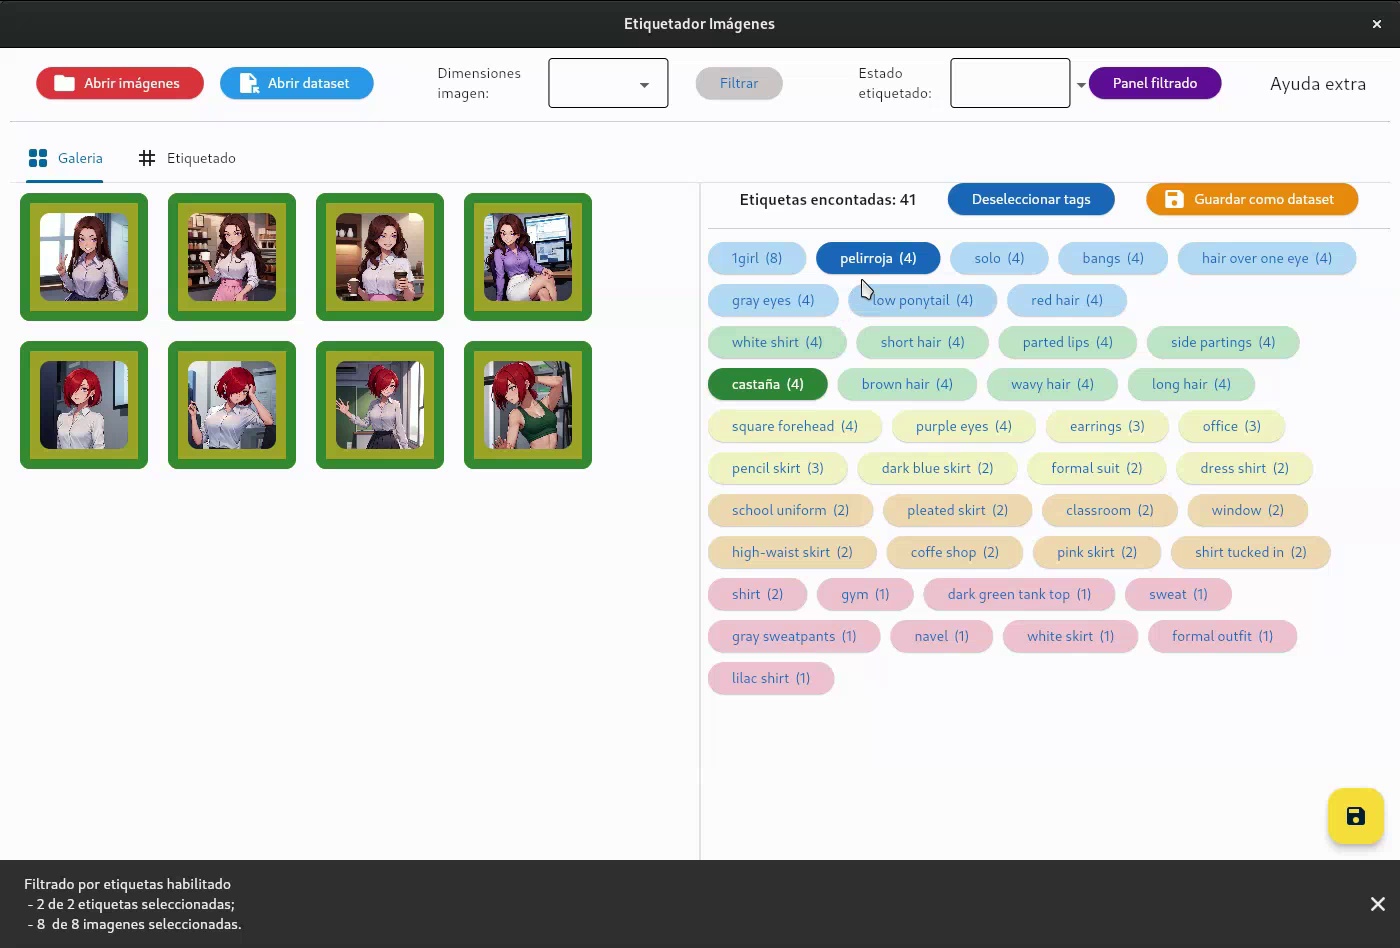 Etiquetador Imágenes
Abrir imágenes
Abrir dataset
Dimensiones
imagen:
Filtrar
Estado
etiquetado:
Panel filtrado
Ayuda extra
Galeria
Etiquetado
Etiquetas encontadas: 41
Deseleccionar tags
Guardar como dataset
1girl (8) pelirroja (4) solo (4) bangs (4) hair over one eye (4)
gray eyes (4) low ponytail (4) red hair (4)
white shirt (4) short hair (4) parted lips (4) side partings (4)
castaña (4) brown hair (4) wavy hair (4) long hair (4)
square forehead (4) purple eyes (4) earrings (3) office (3)
pencil skirt (3) dark blue skirt (2) formal suit (2) dress shirt (2)
school uniform (2) pleated skirt (2) classroom (2) window (2)
high-waist skirt (2) coffe shop (2) pink skirt (2) shirt tucked in (2)
shirt (2) gym (1) dark green tank top (1) sweat (1)
gray sweatpants (1) navel (1) white skirt (1) formal outfit (1)
lilac shirt (1)
Filtrado por etiquetas habilitado
- 2 de 2 etiquetas seleccionadas;
- 8 de 8 imagenes seleccionadas.